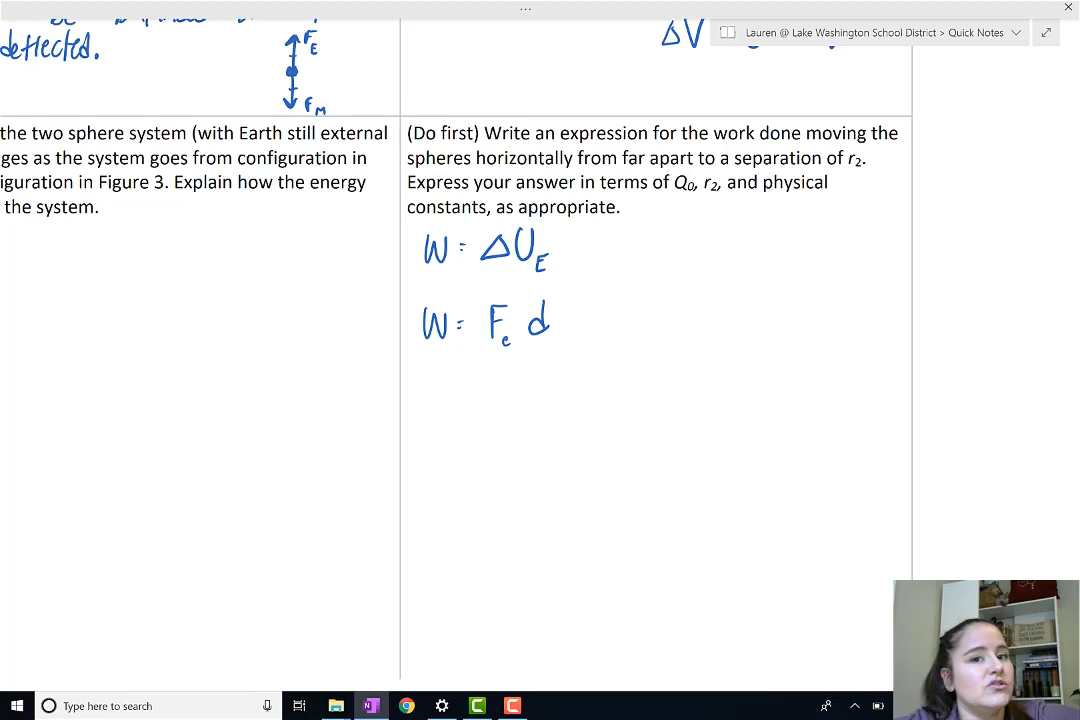 ...
Lauren @ Lake Washington School District > Quick Notes
deflected.
F_E
F_M
ΔV
the two sphere system (with Earth still external
ges as the system goes from configuration in
iguration in Figure 3. Explain how the energy
the system.
(Do first) Write an expression for the work done moving the
spheres horizontally from far apart to a separation of r₂.
Express your answer in terms of Q₀, r₂, and physical
constants, as appropriate.
W = ΔU_E
W = F_e d
Type here to search